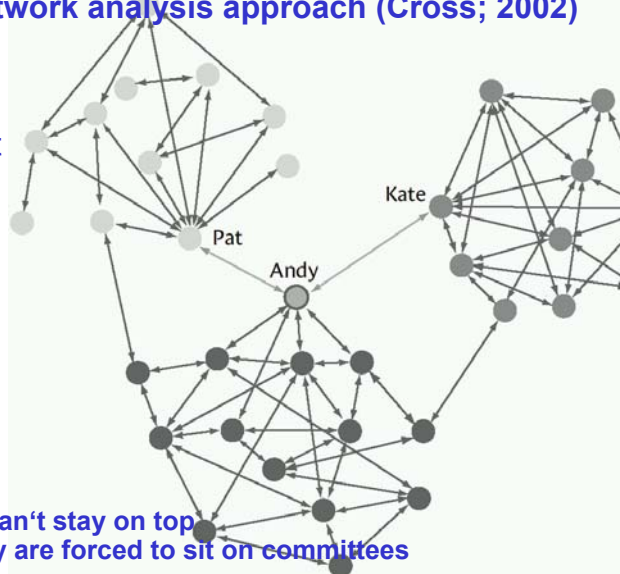 twork analysis approach (Cross; 2002)
Kate
Pat
Andy
an't stay on top
y are forced to sit on committees